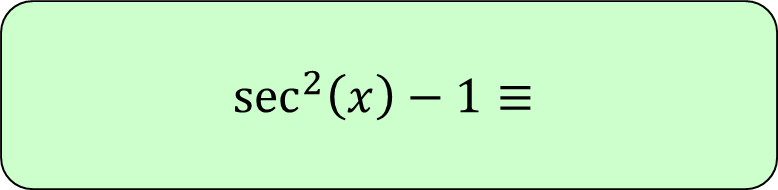 sec²(x) − 1 ≡